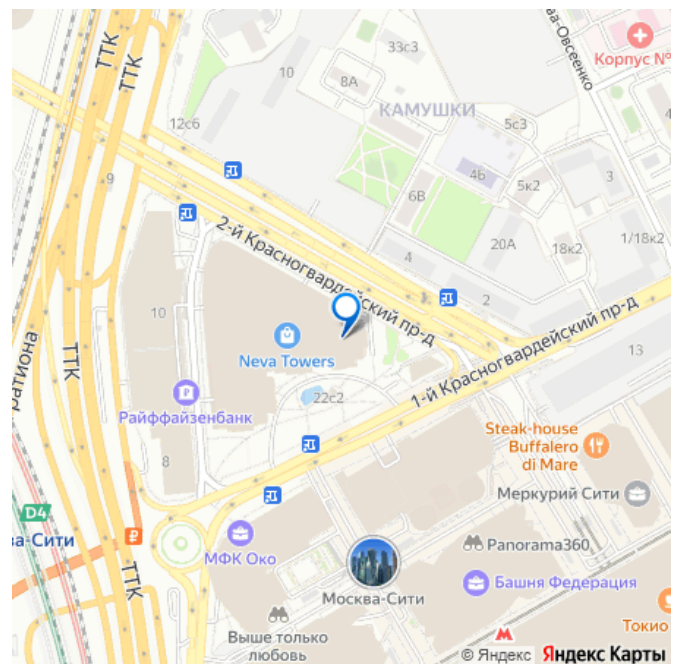 ТТК
ТТК
33с3
ва-Овсеенко
Корпус №
10
8А
КАМУШКИ
12с6
5с3
4
9
4б
5к2
3
6В
2-й Красногвардейский пр-д
20А
18к2
1/18к2
4
2
10
Neva Towers
1-й Красногвардейский пр-д
13
ратиона
ТТК
Райффайзенбанк
22с2
8
Steak-house
Buffalero
di Mare
Меркурий Сити
D4
ва-Сити
₽
МФК Око
Panorama360
Башня Федерация
ТТК
Москва-Сити
Токио
Выше только
любовь
© Яндекс Яндекс Карты